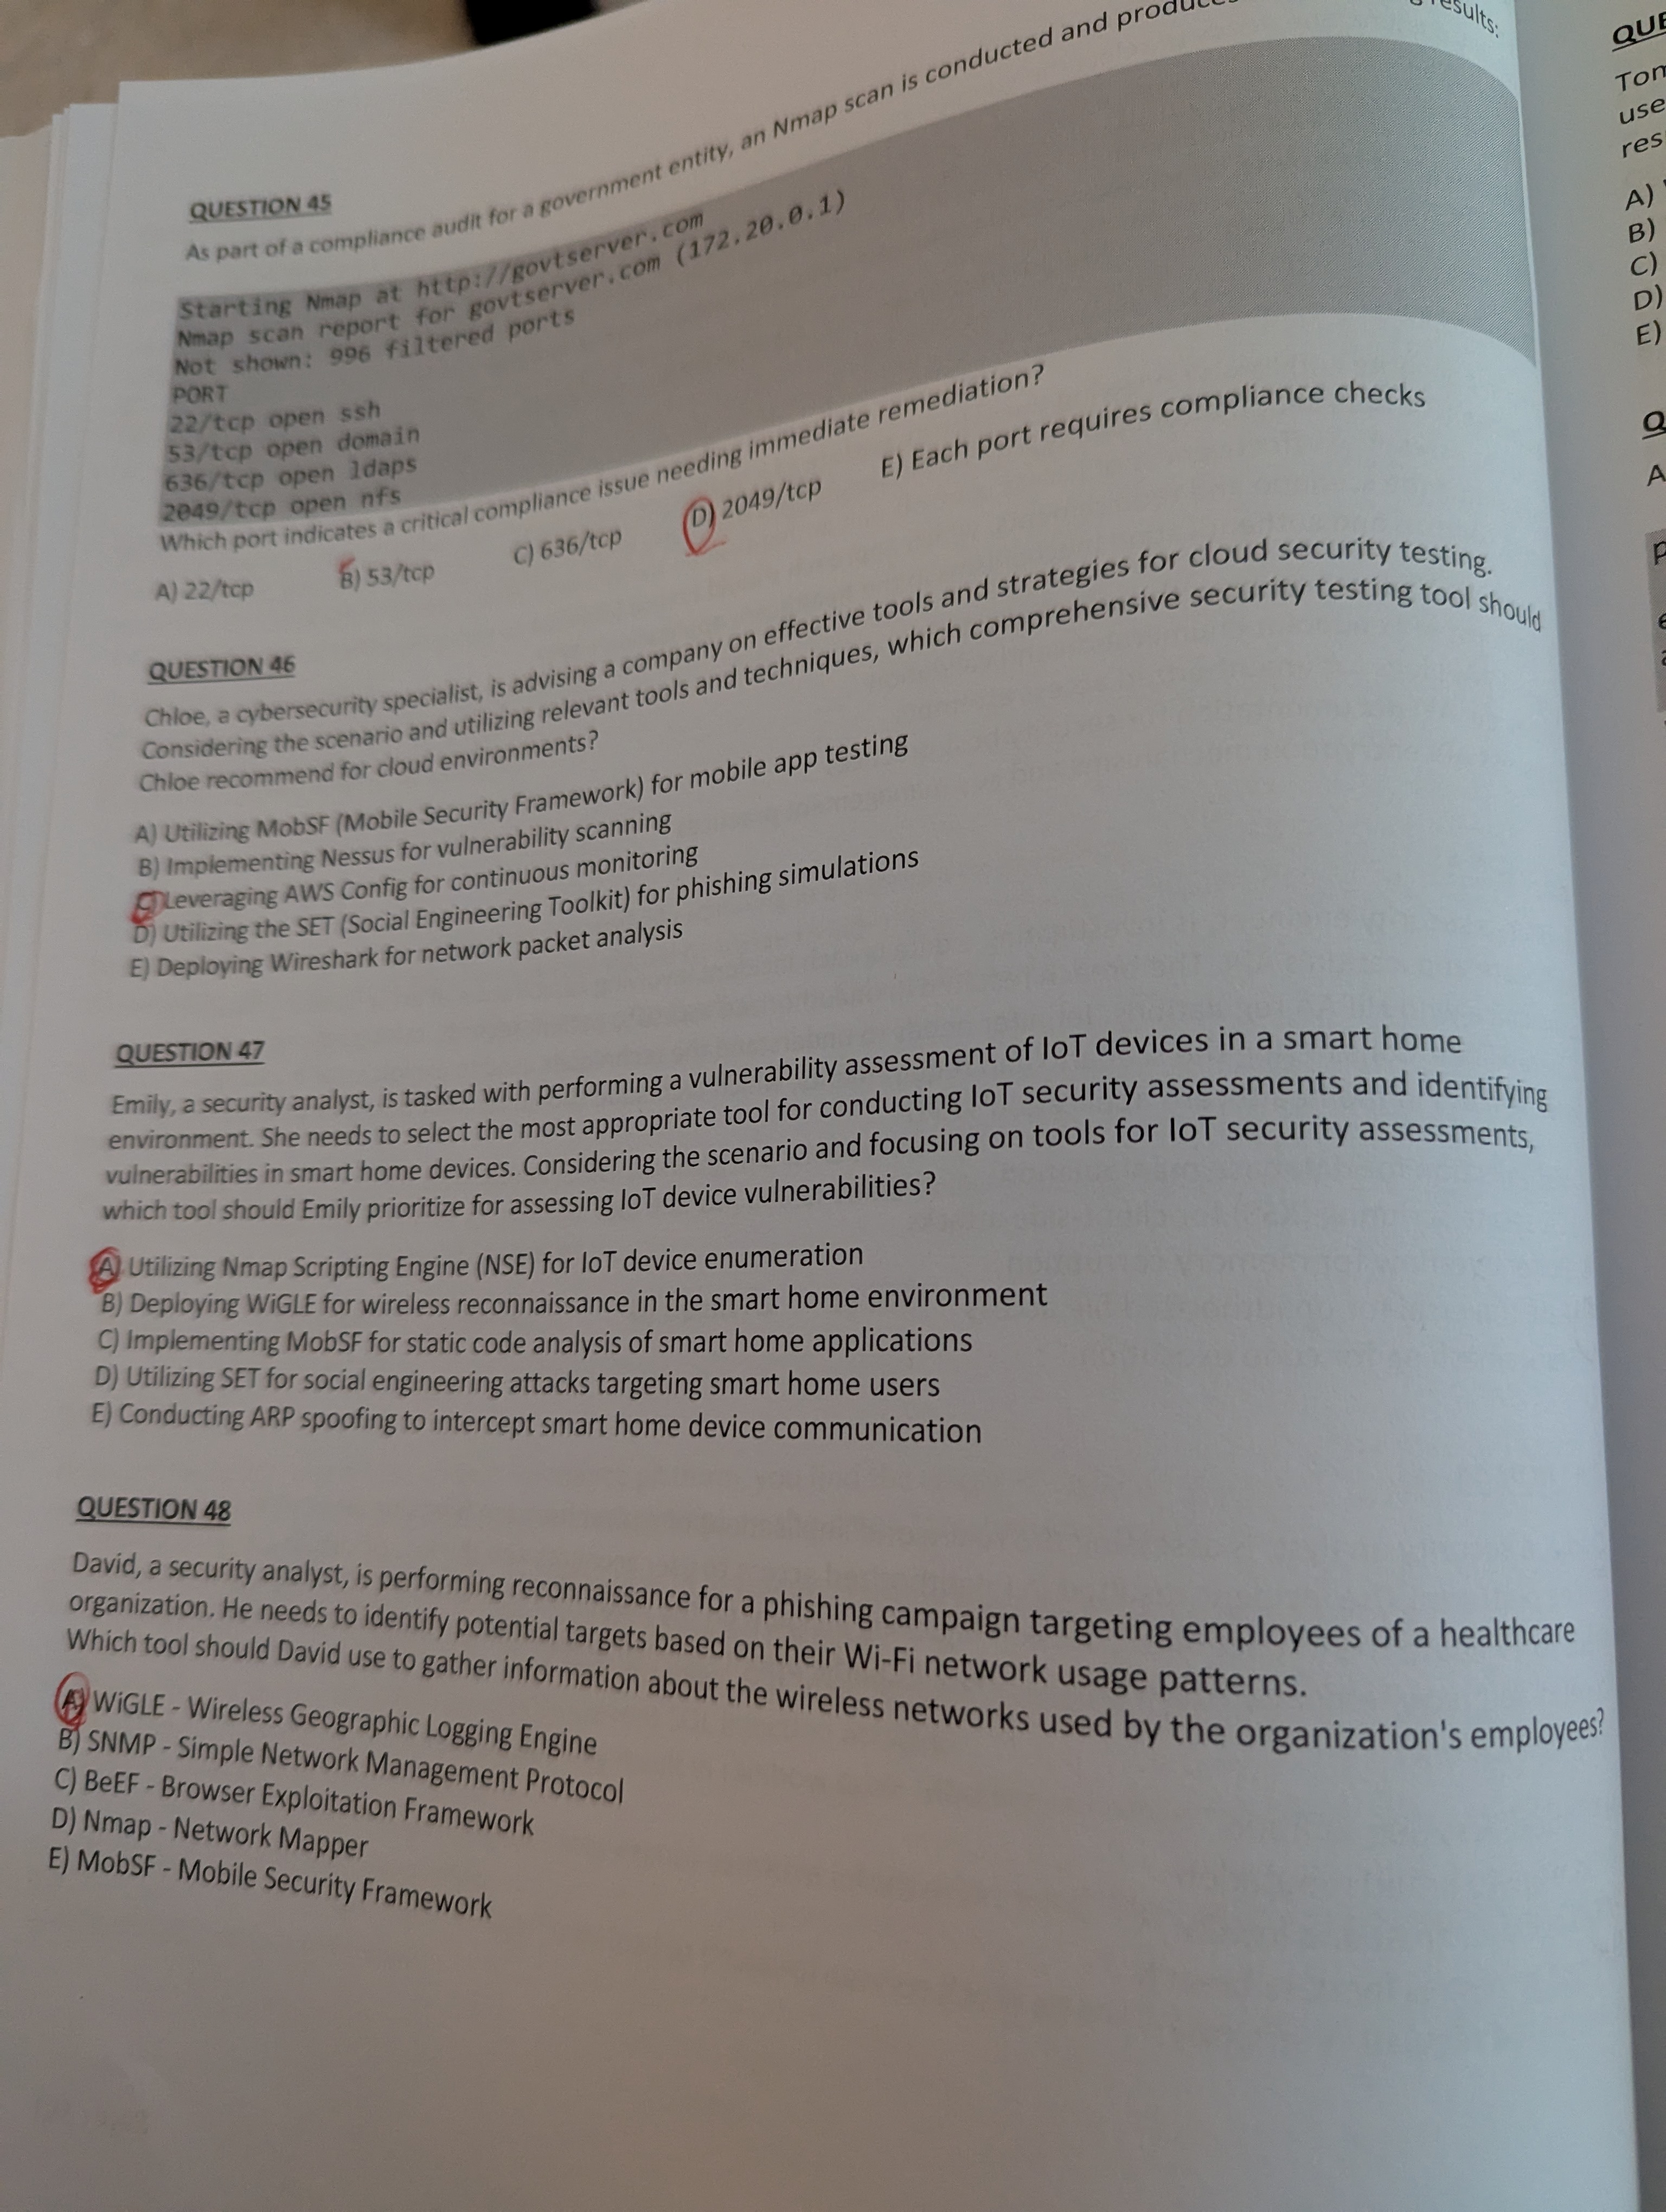 QUESTION 45
As part of a compliance audit for a government entity, an Nmap scan is conducted and results:
Starting Nmap at http://govtserver.com
Nmap scan report for govtserver.com (172.20.0.1)
Not shown: 996 filtered ports
PORT
22/tcp open ssh
53/tcp open domain
636/tcp open ldaps
2049/tcp open nfs
Which port indicates a critical compliance issue needing immediate remediation?
A) 22/tcp B) 53/tcp C) 636/tcp D) 2049/tcp E) Each port requires compliance checks
QUESTION 46
Chloe, a cybersecurity specialist, is advising a company on effective tools and strategies for cloud security testing.
Considering the scenario and utilizing relevant tools and techniques, which comprehensive security testing tool should
Chloe recommend for cloud environments?
A) Utilizing MobSF (Mobile Security Framework) for mobile app testing
B) Implementing Nessus for vulnerability scanning
C) Leveraging AWS Config for continuous monitoring
D) Utilizing the SET (Social Engineering Toolkit) for phishing simulations
E) Deploying Wireshark for network packet analysis
QUESTION 47
Emily, a security analyst, is tasked with performing a vulnerability assessment of IoT devices in a smart home
environment. She needs to select the most appropriate tool for conducting IoT security assessments and identifying
vulnerabilities in smart home devices. Considering the scenario and focusing on tools for IoT security assessments,
which tool should Emily prioritize for assessing IoT device vulnerabilities?
A) Utilizing Nmap Scripting Engine (NSE) for IoT device enumeration
B) Deploying WiGLE for wireless reconnaissance in the smart home environment
C) Implementing MobSF for static code analysis of smart home applications
D) Utilizing SET for social engineering attacks targeting smart home users
E) Conducting ARP spoofing to intercept smart home device communication
QUESTION 48
David, a security analyst, is performing reconnaissance for a phishing campaign targeting employees of a healthcare
organization. He needs to identify potential targets based on their Wi-Fi network usage patterns.
Which tool should David use to gather information about the wireless networks used by the organization's employees?
A) WiGLE - Wireless Geographic Logging Engine
B) SNMP - Simple Network Management Protocol
C) BeEF - Browser Exploitation Framework
D) Nmap - Network Mapper
E) MobSF - Mobile Security Framework
A)
B)
C)
D)
E)